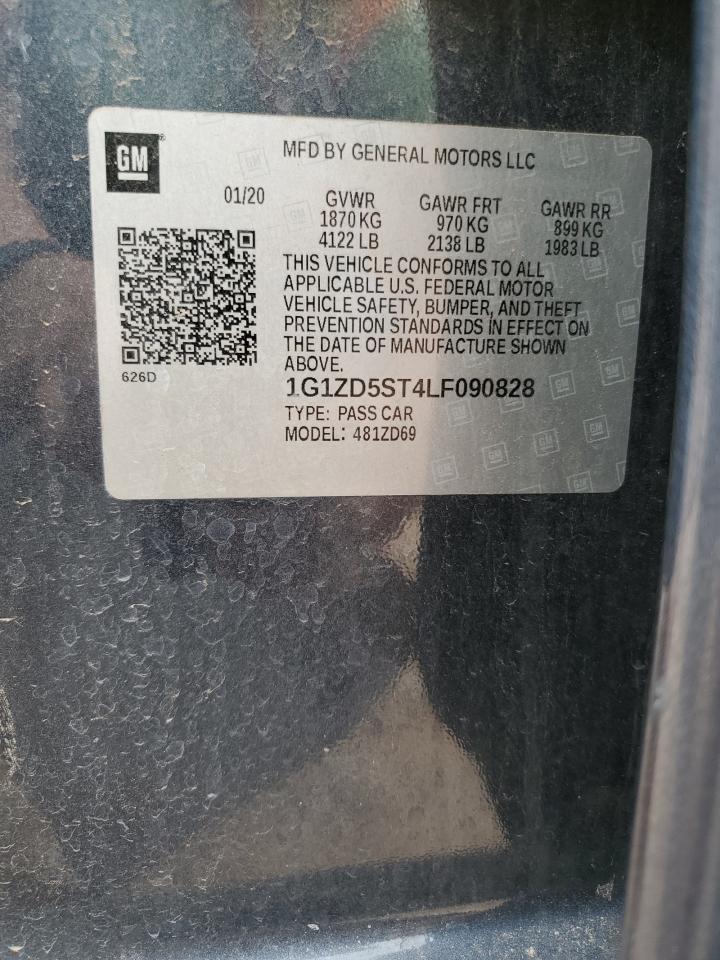 GM
MFD BY GENERAL MOTORS LLC
01/20
GVWR GAWR FRT GAWR RR
1870 KG 970 KG 899 KG
4122 LB 2138 LB 1983 LB
THIS VEHICLE CONFORMS TO ALL
APPLICABLE U.S. FEDERAL MOTOR
VEHICLE SAFETY, BUMPER, AND THEFT
PREVENTION STANDARDS IN EFFECT ON
THE DATE OF MANUFACTURE SHOWN
ABOVE.
626D
1G1ZD5ST4LF090828
TYPE: PASS CAR
MODEL: 481ZD69